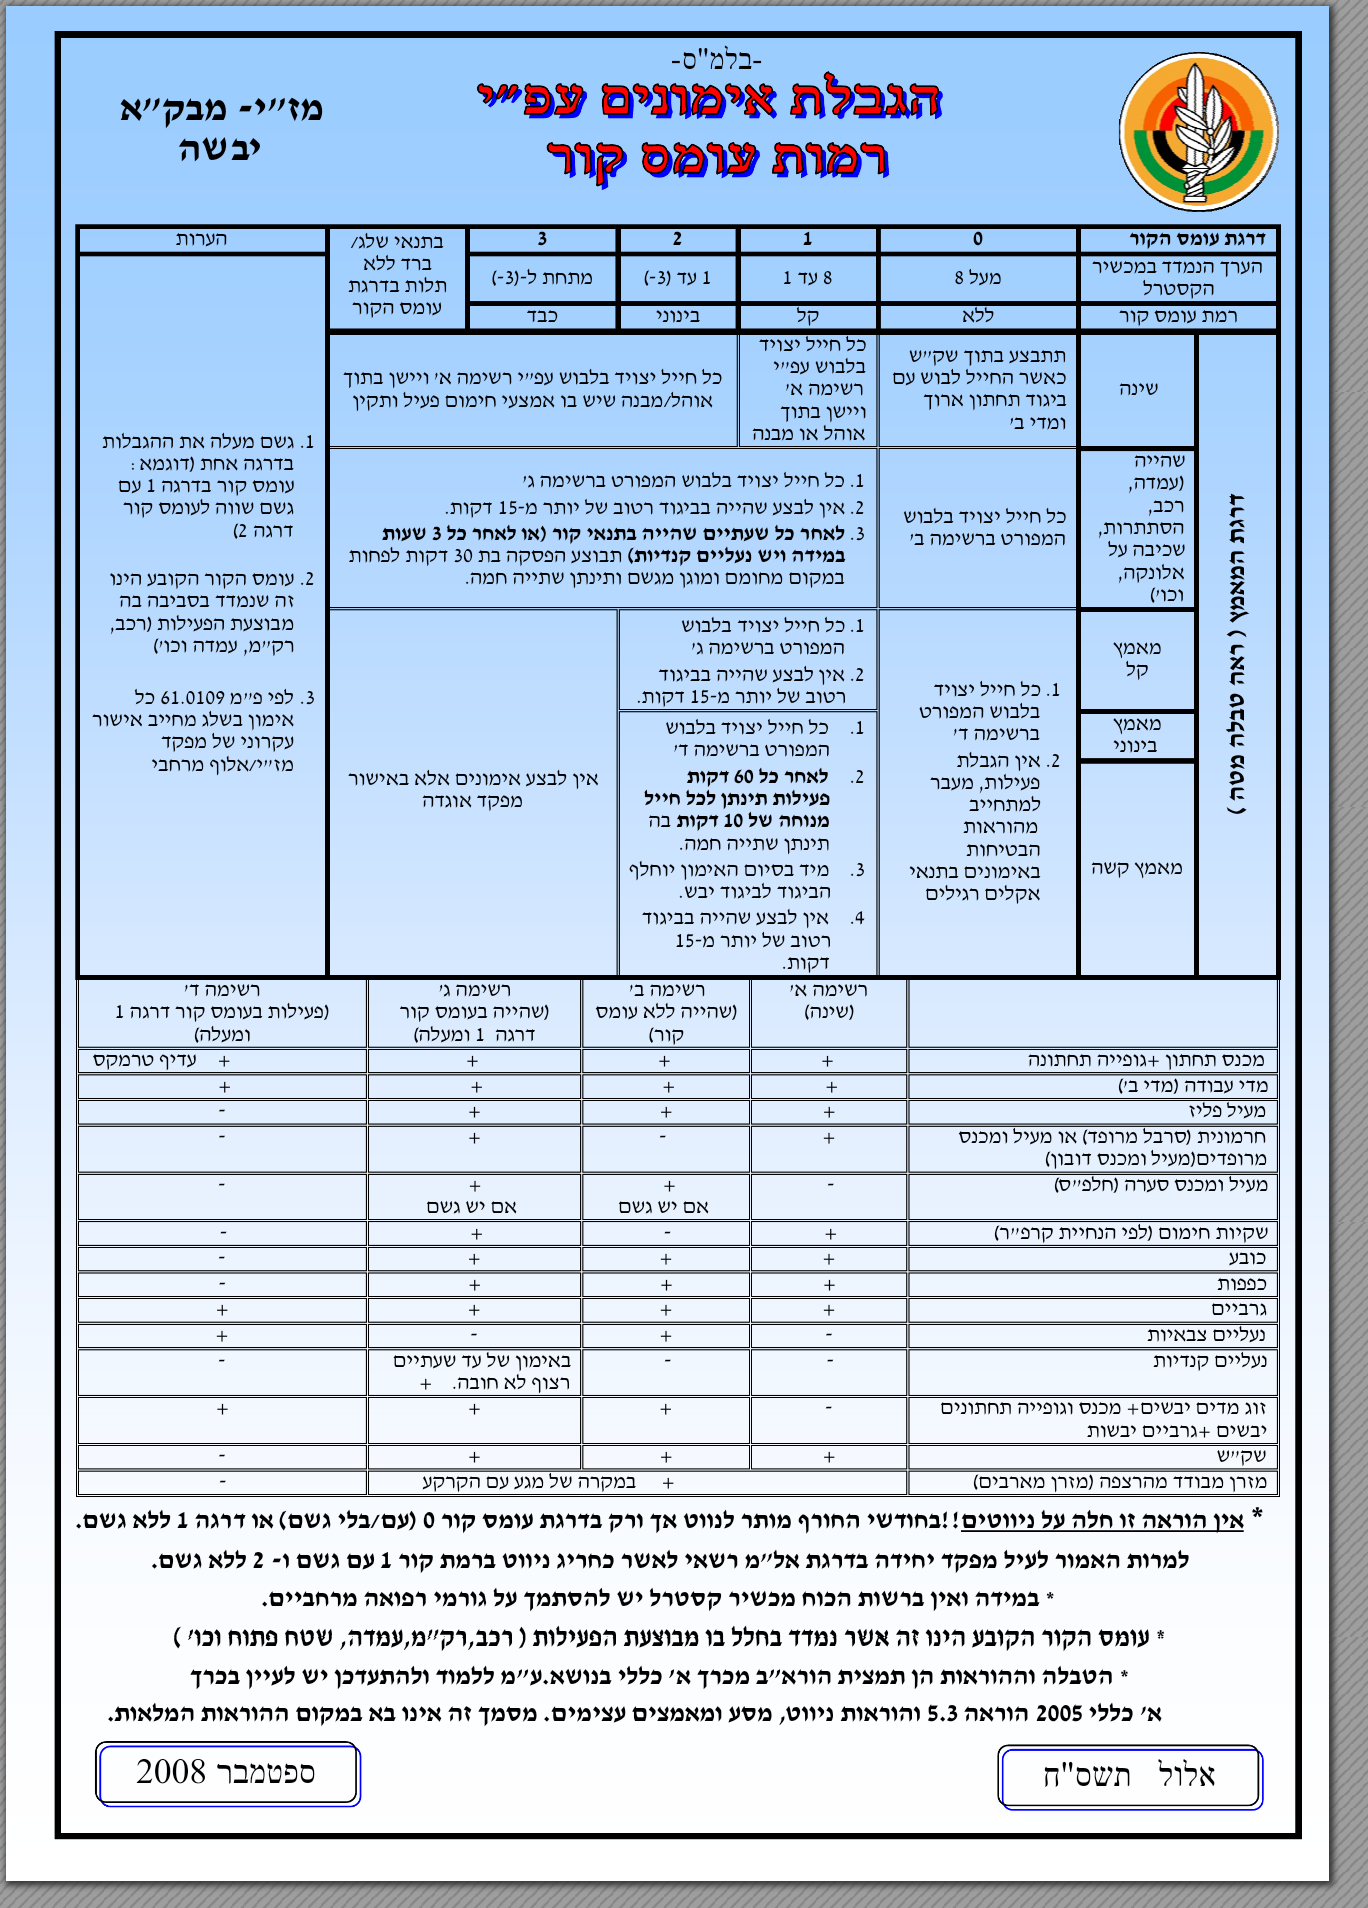 -בלמ"ס-
הגבלת אימונים עפ״י
רמות עומס קור
מז״י- מבק״א
יבשה
דרגת עומס הקור
0
1
2
3
בתנאי שלג/
ברד ללא
תלות בדרגת
עומס הקור
הערות
הערך הנמדד במכשיר
הקסטרל
מעל 8
8 עד 1
1 עד (3-)
מתחת ל-(3-)
רמת עומס קור
ללא
קל
בינוני
כבד
דרגת המאמץ ( ראה טבלה מטה )
שינה
תתבצע בתוך שק״ש
כאשר החייל לבוש עם
ביגוד תחתון ארוך
ומדי ב׳
כל חייל יצויד
בלבוש עפ״י
רשימה א׳
ויישן בתוך
אוהל או מבנה
כל חייל יצויד בלבוש עפ״י רשימה א׳ ויישן בתוך
אוהל/מבנה שיש בו אמצעי חימום פעיל ותקין
שהייה
(עמדה,
רכב,
הסתתרות,
שכיבה על
אלונקה,
וכו׳)
כל חייל יצויד בלבוש
המפורט ברשימה ב׳
1. כל חייל יצויד בלבוש המפורט ברשימה ג׳
2. אין לבצע שהייה בביגוד רטוב של יותר מ-15 דקות.
3. לאחר כל שעתיים שהייה בתנאי קור (או לאחר כל 3 שעות
במידה ויש נעליים קנדיות) תבוצע הפסקה בת 30 דקות לפחות
במקום מחומם ומוגן מגשם ותינתן שתייה חמה.
מאמץ
קל
מאמץ
בינוני
מאמץ קשה
1. כל חייל יצויד
בלבוש המפורט
ברשימה ד׳
2. אין הגבלת
פעילות, מעבר
למתחייב
מהוראות
הבטיחות
באימונים בתנאי
אקלים רגילים
1. כל חייל יצויד בלבוש
המפורט ברשימה ג׳
2. אין לבצע שהייה בביגוד
רטוב של יותר מ-15 דקות.
1. כל חייל יצויד בלבוש
המפורט ברשימה ד׳
2. לאחר כל 60 דקות
פעילות תינתן לכל חייל
מנוחה של 10 דקות בה
תינתן שתייה חמה.
3. מיד בסיום האימון יוחלף
הביגוד לביגוד יבש.
4. אין לבצע שהייה בביגוד
רטוב של יותר מ-15
דקות.
אין לבצע אימונים אלא באישור
מפקד אוגדה
1. גשם מעלה את ההגבלות
בדרגה אחת (דוגמא :
עומס קור בדרגה 1 עם
גשם שווה לעומס קור
דרגה 2)
2. עומס הקור הקובע הינו
זה שנמדד בסביבה בה
מבוצעת הפעילות (רכב,
רק״מ, עמדה וכו׳)
3. לפי פ״מ 61.0109 כל
אימון בשלג מחייב אישור
עקרוני של מפקד
מז״י/אלוף מרחבי
רשימה א׳
(שינה)
רשימה ב׳
(שהייה ללא עומס
קור)
רשימה ג׳
(שהייה בעומס קור
דרגה 1 ומעלה)
רשימה ד׳
(פעילות בעומס קור דרגה 1
ומעלה)
מכנס תחתון +גופייה תחתונה + + + + עדיף טרמקס
מדי עבודה (מדי ב׳) + + + +
מעיל פליז + + + -
חרמונית (סרבל מרופד) או מעיל ומכנס + - + -
מרופדים(מעיל ומכנס דובון)
מעיל ומכנס סערה (חלפ״ס) - + + -
אם יש גשם אם יש גשם
שקיות חימום (לפי הנחיית קרפ״ר) + - + -
כובע + + + -
כפפות + + + -
גרביים + + + +
נעליים צבאיות - + - +
נעליים קנדיות - - באימון של עד שעתיים -
רצוף לא חובה. +
זוג מדים יבשים+ מכנס וגופייה תחתונים - + + +
יבשים +גרביים יבשות
שק״ש + + + -
מזרן מבודד מהרצפה (מזרן מארבים) + במקרה של מגע עם הקרקע -
* אין הוראה זו חלה על ניווטים!!בחודשי החורף מותר לנווט אך ורק בדרגת עומס קור 0 (עם/בלי גשם) או דרגה 1 ללא גשם.
למרות האמור לעיל מפקד יחידה בדרגת אל״מ רשאי לאשר כחריג ניווט ברמת קור 1 עם גשם ו- 2 ללא גשם.
* במידה ואין ברשות הכוח מכשיר קסטרל יש להסתמך על גורמי רפואה מרחביים.
* עומס הקור הקובע הינו זה אשר נמדד בחלל בו מבוצעת הפעילות ( רכב,רק״מ,עמדה, שטח פתוח וכו׳ )
* הטבלה וההוראות הן תמצית הורא״ב מכרך א׳ כללי בנושא.ע״מ ללמוד ולהתעדכן יש לעיין בכרך
א׳ כללי 2005 הוראה 5.3 והוראות ניווט, מסע ומאמצים עצימים. מסמך זה אינו בא במקום ההוראות המלאות.
אלול תשס"ח
ספטמבר 2008